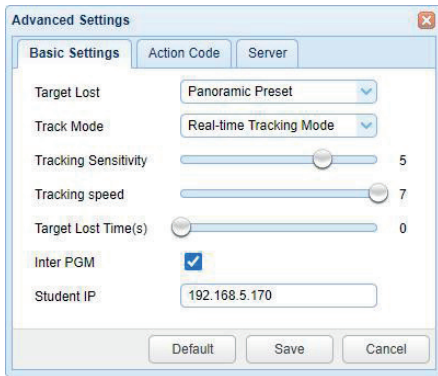 Advanced Settings
Basic Settings Action Code Server
Target Lost Panoramic Preset
Track Mode Real-time Tracking Mode
Tracking Sensitivity 5
Tracking speed 7
Target Lost Time(s) 0
Inter PGM
Student IP 192.168.5.170
Default Save Cancel